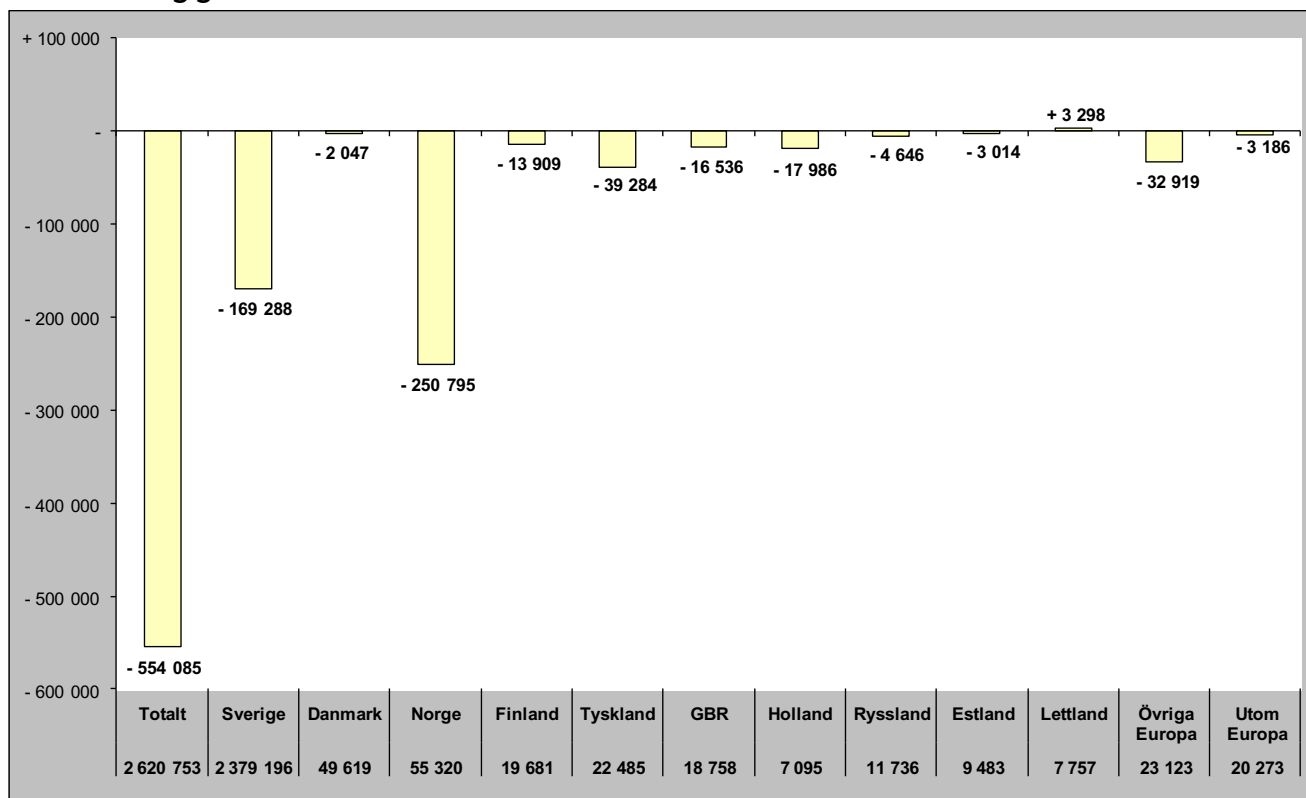 + 100 000
-
- 100 000
- 200 000
- 300 000
- 400 000
- 500 000
- 600 000
- 554 085
- 169 288
- 2 047
- 250 795
- 13 909
- 39 284
- 16 536
- 17 986
- 4 646
- 3 014
+ 3 298
- 32 919
- 3 186
Totalt Sverige Danmark Norge Finland Tyskland GBR Holland Ryssland Estland Lettland Övriga Europa Utom Europa
2 620 753 2 379 196 49 619 55 320 19 681 22 485 18 758 7 095 11 736 9 483 7 757 23 123 20 273